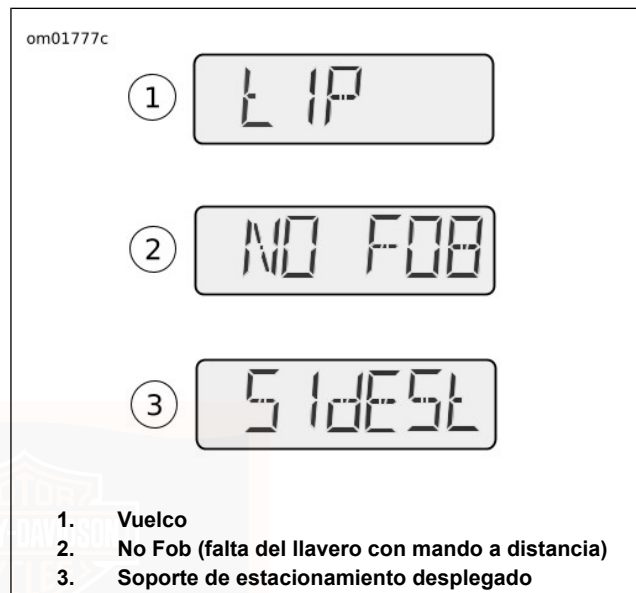 om01777c
1 tIP
2 NO FOB
3 SIdESt
1. Vuelco
2. No Fob (falta del llavero con mando a distancia)
3. Soporte de estacionamiento desplegado